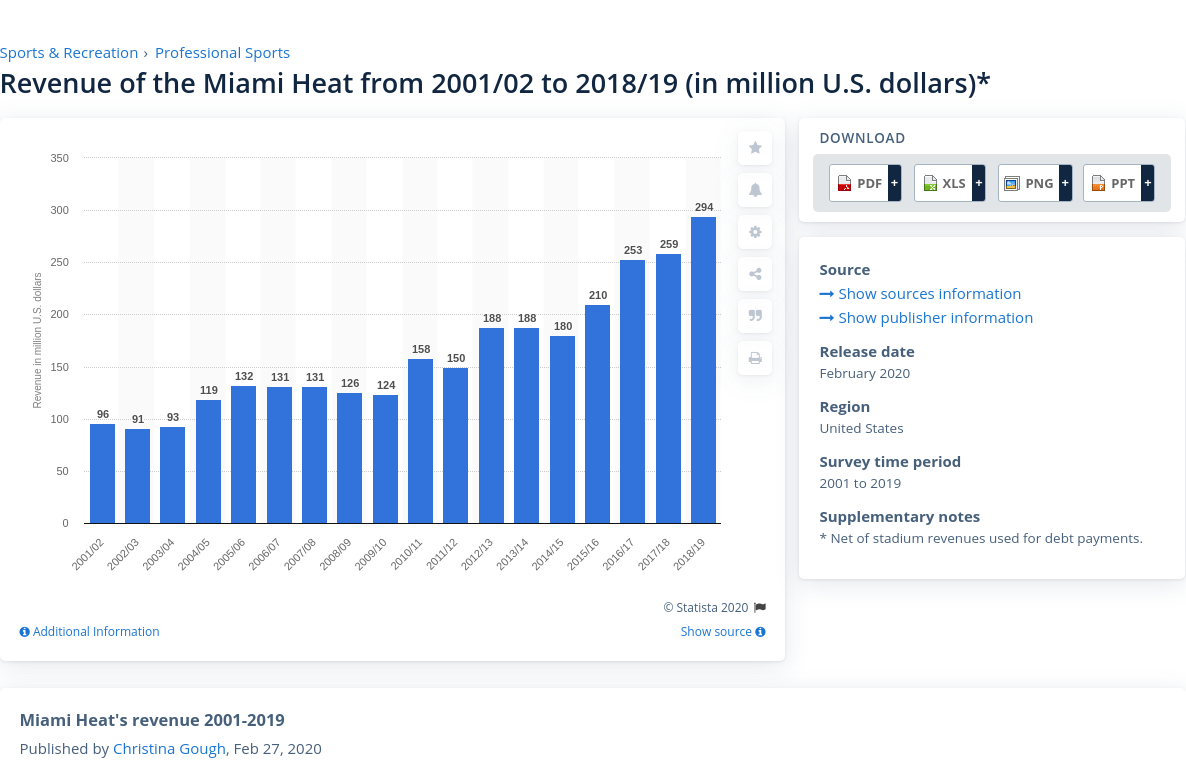 Sports & Recreation › Professional Sports
Revenue of the Miami Heat from 2001/02 to 2018/19 (in million U.S. dollars)*
Revenue in million U.S. dollars
350
300
250
200
150
100
50
0
96
91
93
119
132
131
131
126
124
158
150
188
188
180
210
253
259
294
2001/02
2002/03
2003/04
2004/05
2005/06
2006/07
2007/08
2008/09
2009/10
2010/11
2011/12
2012/13
2013/14
2014/15
2015/16
2016/17
2017/18
2018/19
© Statista 2020
Additional Information
Show source
DOWNLOAD
PDF + XLS + PNG + PPT +
Source
Show sources information
Show publisher information
Release date
February 2020
Region
United States
Survey time period
2001 to 2019
Supplementary notes
* Net of stadium revenues used for debt payments.
Miami Heat's revenue 2001-2019
Published by Christina Gough, Feb 27, 2020